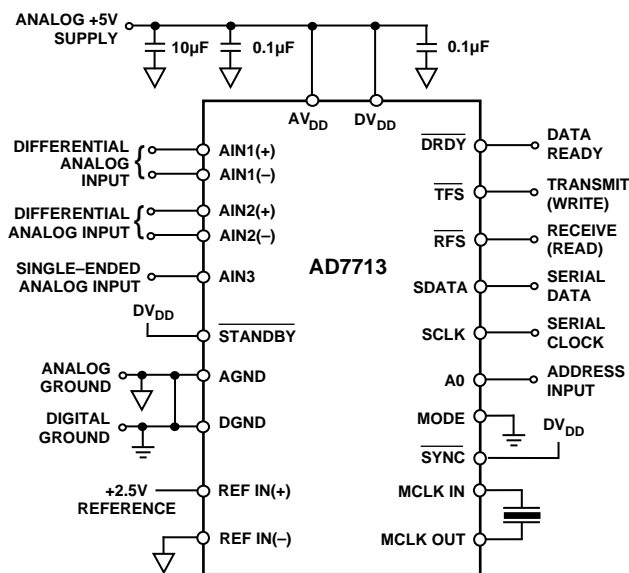 ANALOG +5V
SUPPLY
10µF
0.1µF
0.1µF
AVDD
DVDD
DIFFERENTIAL
ANALOG
INPUT
AIN1(+)
AIN1(–)
DIFFERENTIAL
ANALOG INPUT
AIN2(+)
AIN2(–)
SINGLE–ENDED
ANALOG INPUT
AIN3
DVDD
STANDBY
ANALOG
GROUND
AGND
DIGITAL
GROUND
DGND
+2.5V
REFERENCE
REF IN(+)
REF IN(–)
AD7713
DRDY
DATA
READY
TFS
TRANSMIT
(WRITE)
RFS
RECEIVE
(READ)
SDATA
SERIAL
DATA
SCLK
SERIAL
CLOCK
A0
ADDRESS
INPUT
MODE
DVDD
SYNC
MCLK IN
MCLK OUT